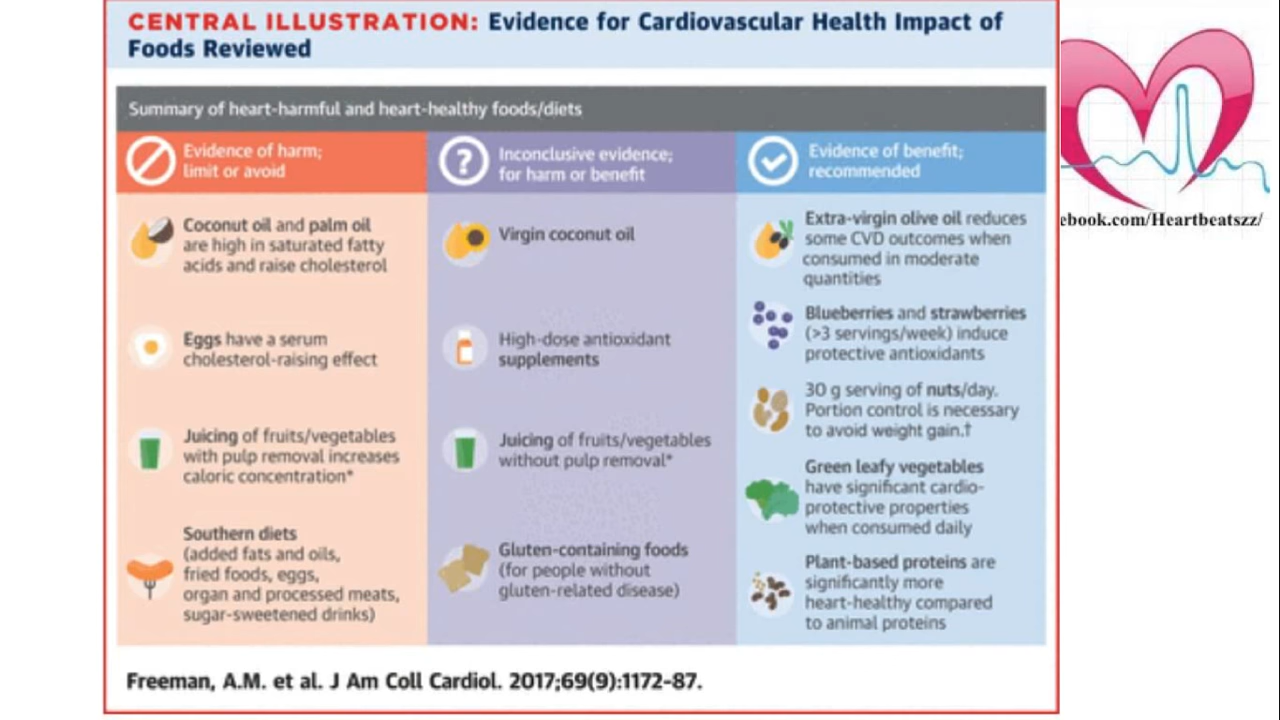 CENTRAL ILLUSTRATION: Evidence for Cardiovascular Health Impact of
Foods Reviewed
Summary of heart-harmful and heart-healthy foods/diets
Evidence of harm;
limit or avoid
Coconut oil and palm oil
are high in saturated fatty
acids and raise cholesterol
Eggs have a serum
cholesterol-raising effect
Juicing of fruits/vegetables
with pulp removal increases
caloric concentration*
Southern diets
(added fats and oils,
fried foods, eggs,
organ and processed meats,
sugar-sweetened drinks)
?
Inconclusive evidence;
for harm or benefit
Virgin coconut oil
High-dose antioxidant
supplements
Juicing of fruits/vegetables
without pulp removal*
Gluten-containing foods
(for people without
gluten-related disease)
Evidence of benefit;
recommended
Extra-virgin olive oil reduces
some CVD outcomes when
consumed in moderate
quantities
Blueberries and strawberries
(>3 servings/week) induce
protective antioxidants
30 g serving of nuts/day.
Portion control is necessary
to avoid weight gain.†
Green leafy vegetables
have significant cardio-
protective properties
when consumed daily
Plant-based proteins are
significantly more
heart-healthy compared
to animal proteins
Freeman, A.M. et al. J Am Coll Cardiol. 2017;69(9):1172-87.
ebook.com/Heartbeatszz/